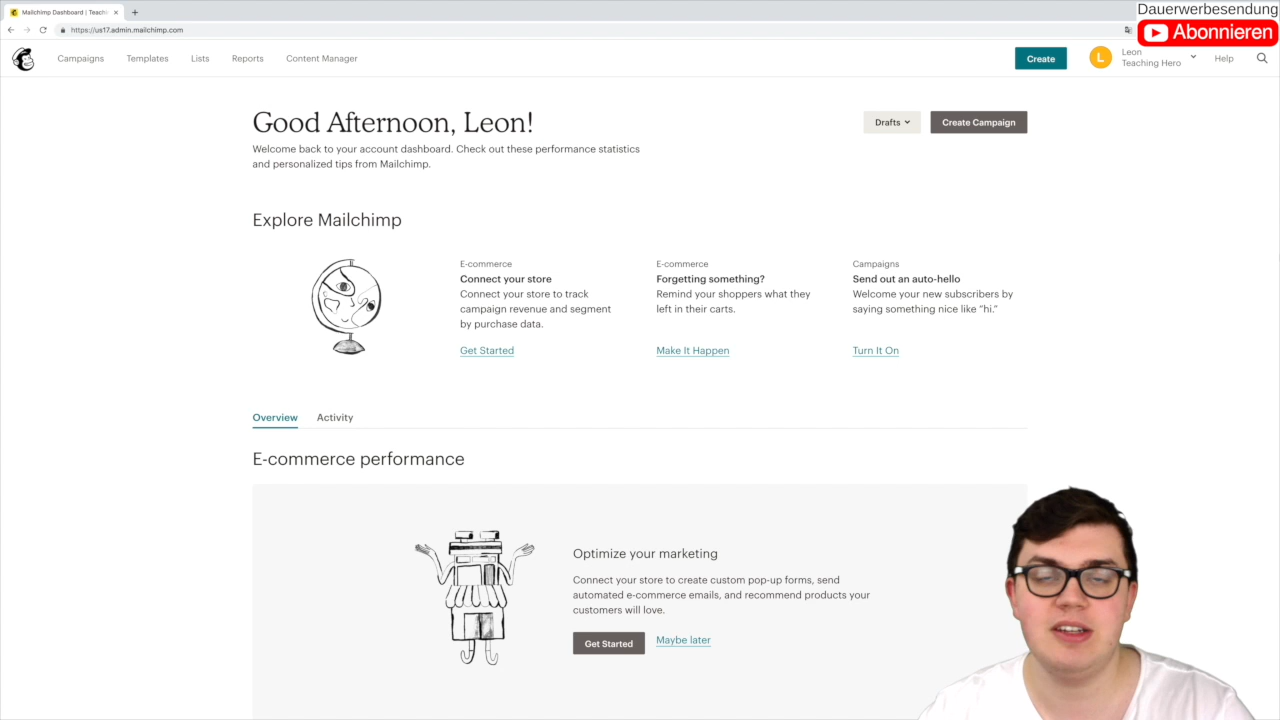 Mailchimp Dashboard | Teachi
https://us17.admin.mailchimp.com
Dauerwerbesendung
Abonnieren
Campaigns
Templates
Lists
Reports
Content Manager
Create
L
Leon
Teaching Hero
Help
Good Afternoon, Leon!
Drafts
Create Campaign
Welcome back to your account dashboard. Check out these performance statistics
and personalized tips from Mailchimp.
Explore Mailchimp
E-commerce
Connect your store
Connect your store to track
campaign revenue and segment
by purchase data.
Get Started
E-commerce
Forgetting something?
Remind your shoppers what they
left in their carts.
Make It Happen
Campaigns
Send out an auto-hello
Welcome your new subscribers by
saying something nice like “hi.”
Turn It On
Overview
Activity
E-commerce performance
Optimize your marketing
Connect your store to create custom pop-up forms, send
automated e-commerce emails, and recommend products your
customers will love.
Get Started
Maybe later